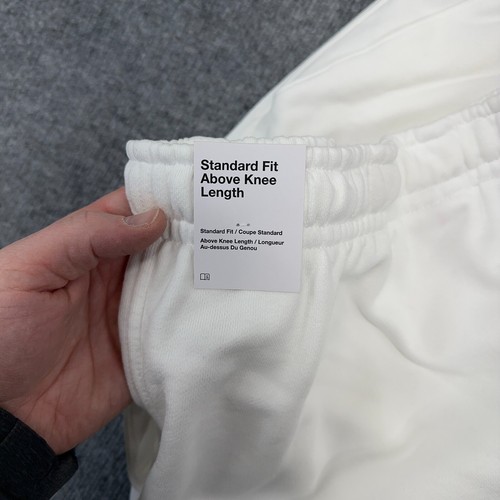 Standard Fit
Above Knee
Length
Standard Fit / Coupe Standard
Above Knee Length / Longueur
Au-dessus Du Genou